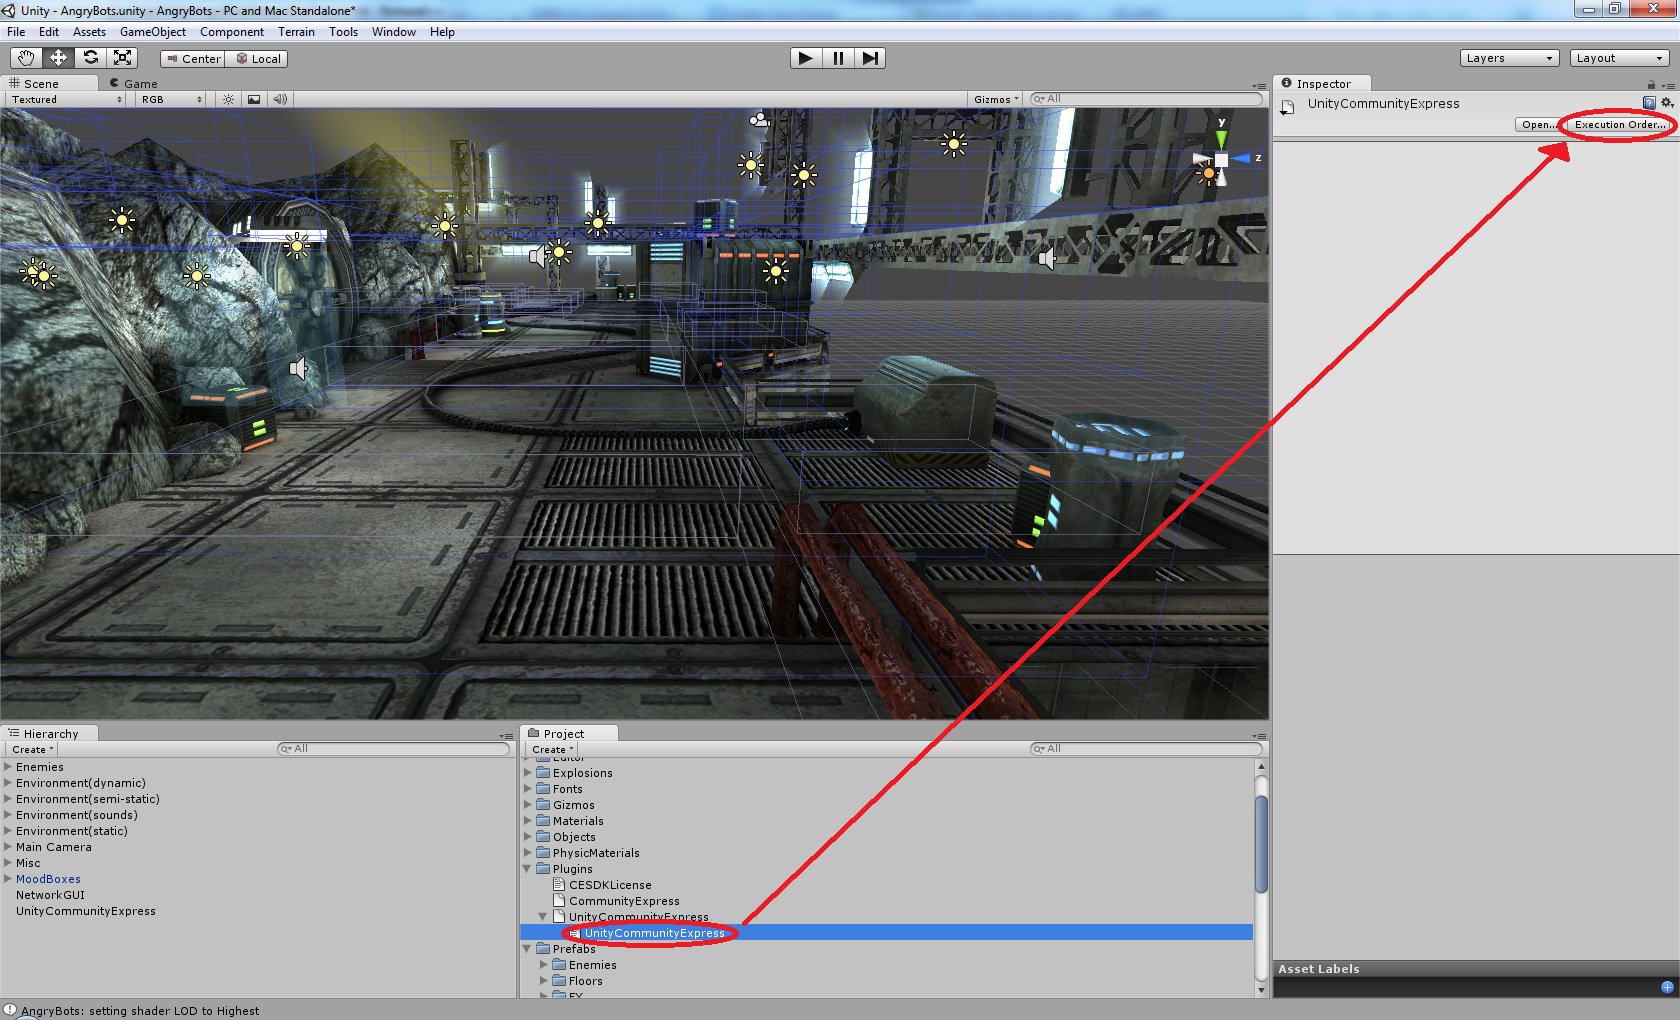 Unity - AngryBots.unity - AngryBots - PC and Mac Standalone*
File Edit Assets GameObject Component Terrain Tools Window Help
Center Local
Layers Layout
Scene Game
Textured RGB Gizmos All
y
z
Inspector
UnityCommunityExpress
Open... Execution Order...
Hierarchy
Create All
Enemies
Environment(dynamic)
Environment(semi-static)
Environment(sounds)
Environment(static)
Main Camera
Misc
MoodBoxes
NetworkGUI
UnityCommunityExpress
Project
Create All
Editor
Explosions
Fonts
Gizmos
Materials
Objects
PhysicMaterials
Plugins
CESDKLicense
CommunityExpress
UnityCommunityExpress
UnityCommunityExpress
Prefabs
Enemies
Floors
FX
Asset Labels
AngryBots: setting shader LOD to Highest